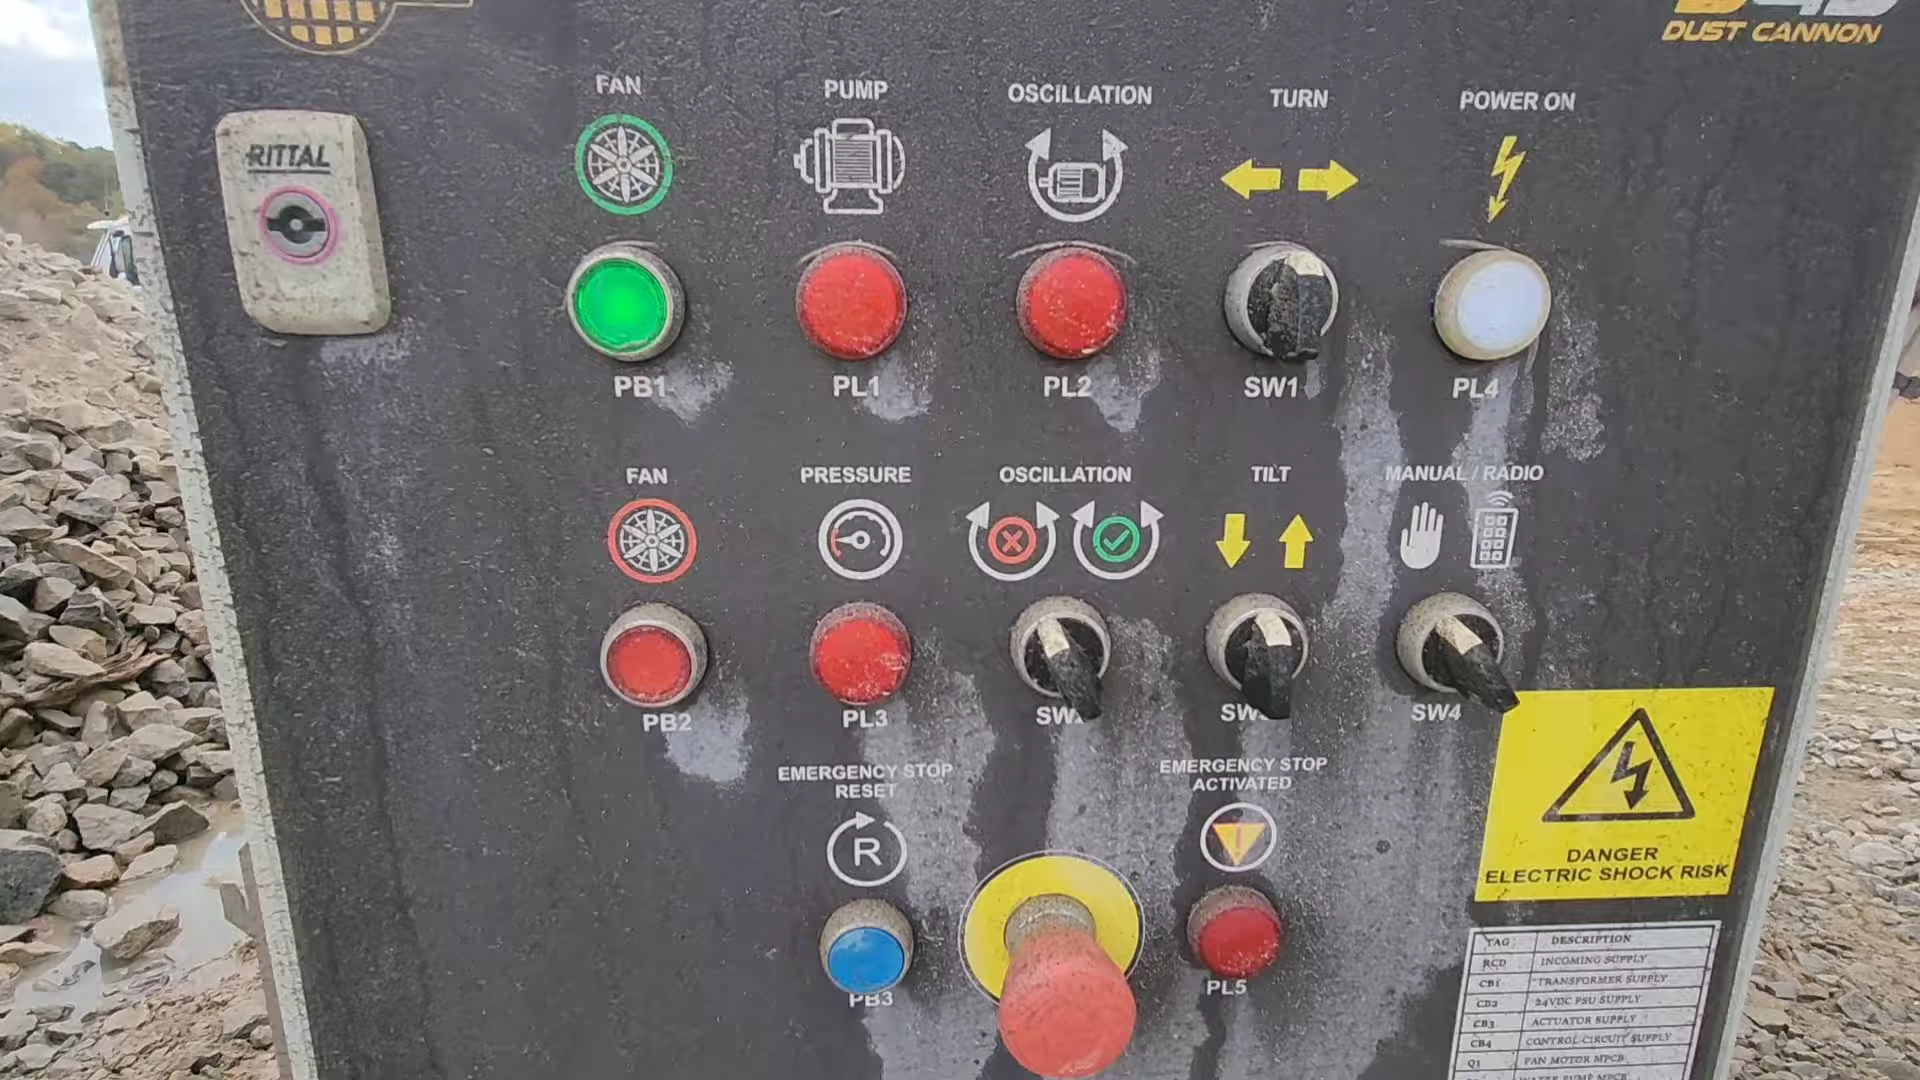 DUST CANNON
FAN
PUMP
OSCILLATION
TURN
POWER ON
RITTAL
PB1
PL1
PL2
SW1
PL4
FAN
PRESSURE
OSCILLATION
TILT
MANUAL / RADIO
PB2
PL3
SW4
EMERGENCY STOP
RESET
EMERGENCY STOP
ACTIVATED
R
DANGER
ELECTRIC SHOCK RISK
PB3
PL5
TAG DESCRIPTION
RCD INCOMING SUPPLY
CB1 TRANSFORMER SUPPLY
CB2 24VDC PSU SUPPLY
CB3 ACTUATOR SUPPLY
CB4 CONTROL CIRCUIT SUPPLY
Q1 FAN MOTOR MPCB
WATER PUMP MPCB